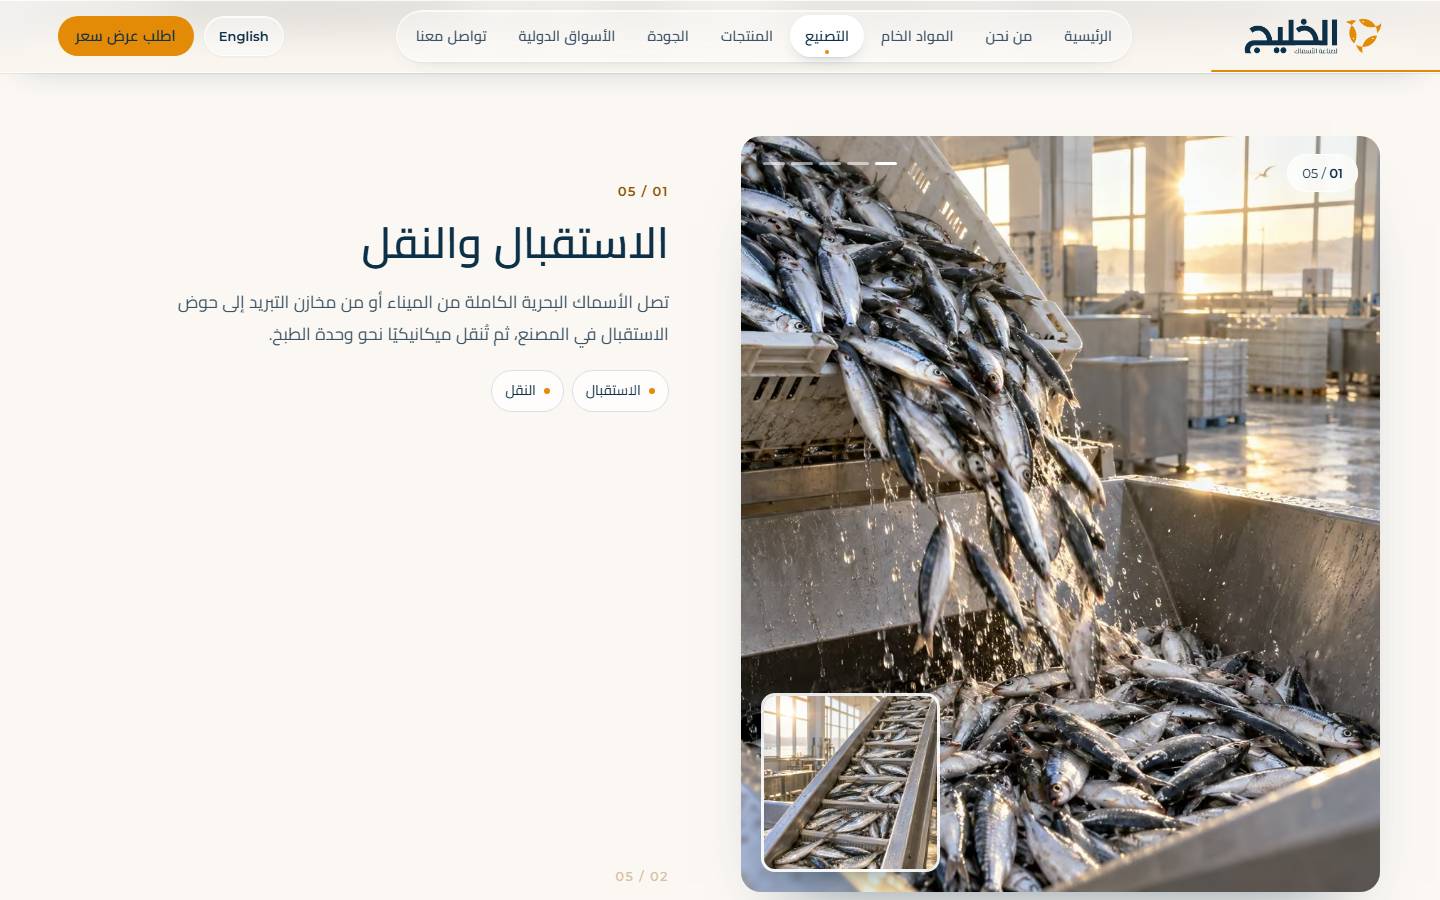 الخليج
لصناعة الأسماك
الرئيسية
من نحن
المواد الخام
التصنيع
المنتجات
الجودة
الأسواق الدولية
تواصل معنا
English
اطلب عرض سعر
01 / 05
01 / 05
الاستقبال والنقل
تصل الأسماك البحرية الكاملة من الميناء أو من مخازن التبريد إلى حوض
الاستقبال في المصنع، ثم تُنقل ميكانيكيًا نحو وحدة الطبخ.
الاستقبال
النقل
02 / 05